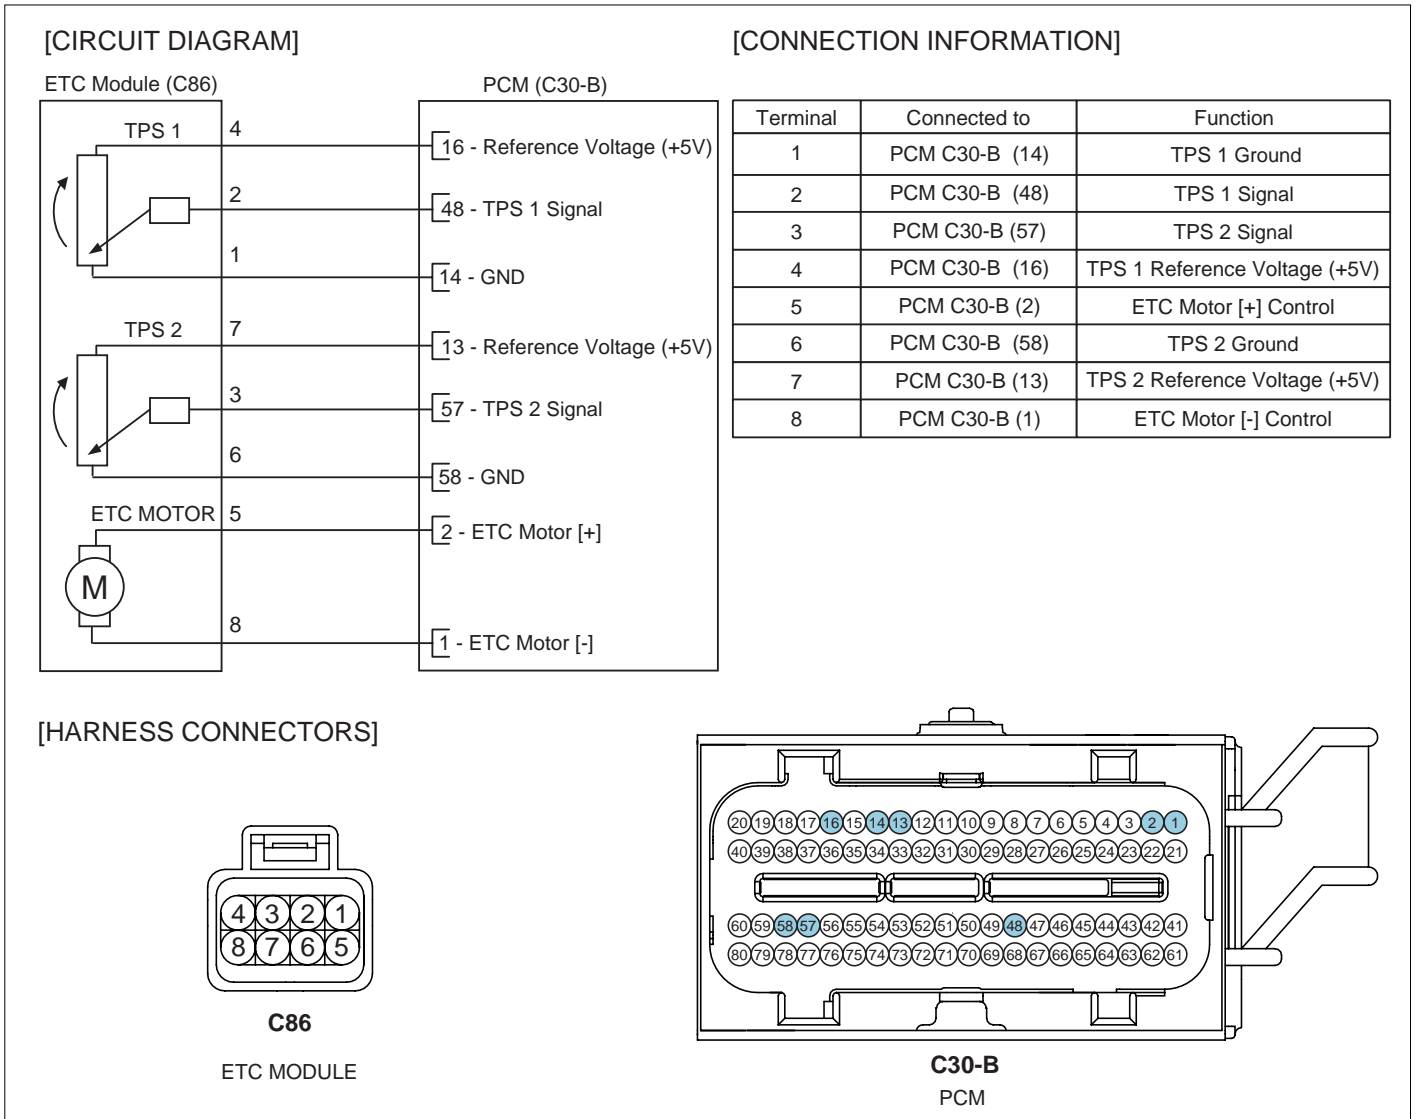 [CIRCUIT DIAGRAM]
ETC Module (C86)
PCM (C30-B)
TPS 1
4
16 - Reference Voltage (+5V)
2
48 - TPS 1 Signal
1
14 - GND
TPS 2
7
13 - Reference Voltage (+5V)
3
57 - TPS 2 Signal
6
58 - GND
ETC MOTOR
5
2 - ETC Motor [+]
M
8
1 - ETC Motor [-]
[CONNECTION INFORMATION]
Terminal Connected to Function
1 PCM C30-B (14) TPS 1 Ground
2 PCM C30-B (48) TPS 1 Signal
3 PCM C30-B (57) TPS 2 Signal
4 PCM C30-B (16) TPS 1 Reference Voltage (+5V)
5 PCM C30-B (2) ETC Motor [+] Control
6 PCM C30-B (58) TPS 2 Ground
7 PCM C30-B (13) TPS 2 Reference Voltage (+5V)
8 PCM C30-B (1) ETC Motor [-] Control
[HARNESS CONNECTORS]
4 3 2 1
8 7 6 5
C86
ETC MODULE
20 19 18 17 16 15 14 13 12 11 10 9 8 7 6 5 4 3 2 1
40 39 38 37 36 35 34 33 32 31 30 29 28 27 26 25 24 23 22 21
60 59 58 57 56 55 54 53 52 51 50 49 48 47 46 45 44 43 42 41
80 79 78 77 76 75 74 73 72 71 70 69 68 67 66 65 64 63 62 61
C30-B
PCM